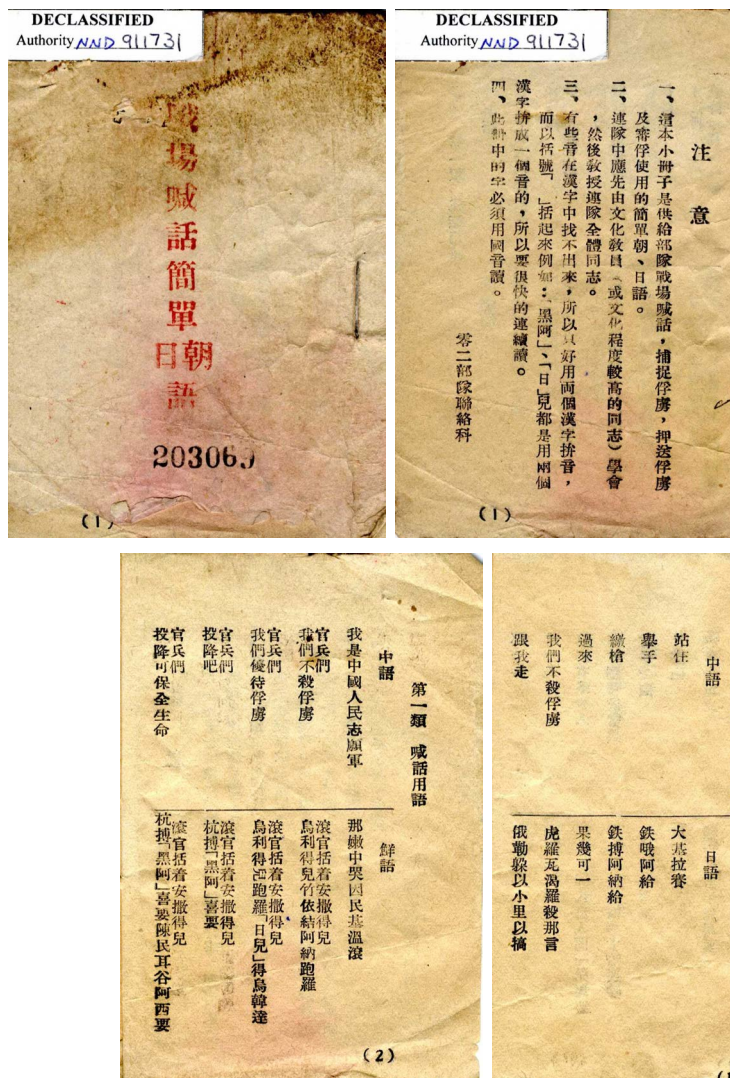 DECLASSIFIED
Authority NND 911731
戰場喊話簡單
朝
日
語
203069
(1)
DECLASSIFIED
Authority NND 911731
注意
一、這本小冊子是供給部隊戰場喊話,捕捉俘虜,押送俘虜
及審俘使用的簡單朝、日語。
二、連隊中應先由文化敎員(或文化程度較高的同志)學會
,然後敎授連隊全體同志。
三、有些音在漢字中找不出來,所以只好用兩個漢字拚音,
而以括號「 」括起來例如:「黑阿」、「日」兒都是用兩個
漢字拚成一個音的,所以要很快的連續讀。
四、此冊中的字必須用國音讀。
零二部隊聯絡科
(1)
第一類 喊話用語
中語
鮮語
我是中國人民志願軍
那嫩中哭因民基溫滾
官兵們
我們不殺俘虜
滾官括着安撒得兒
烏利得兒竹依結阿納跑羅
官兵們
我們優待俘虜
滾官括着安撒得兒
烏利得兒跑羅「日兒」得烏韓達
官兵們
投降吧
滾官括着安撒得兒
杭搏「黑阿」喜要
官兵們
投降可保全生命
滾官括着安撒得兒
杭搏「黑阿」喜要陳民耳谷阿西要
(2)
中語
日語
站住
大基拉賽
舉手
鉄哦阿給
繳槍
鉄搏阿納給
過來
果幾可一
我們不殺俘虜
虎羅瓦渴羅殺那言
跟我走
俄勒躲以小里以犒